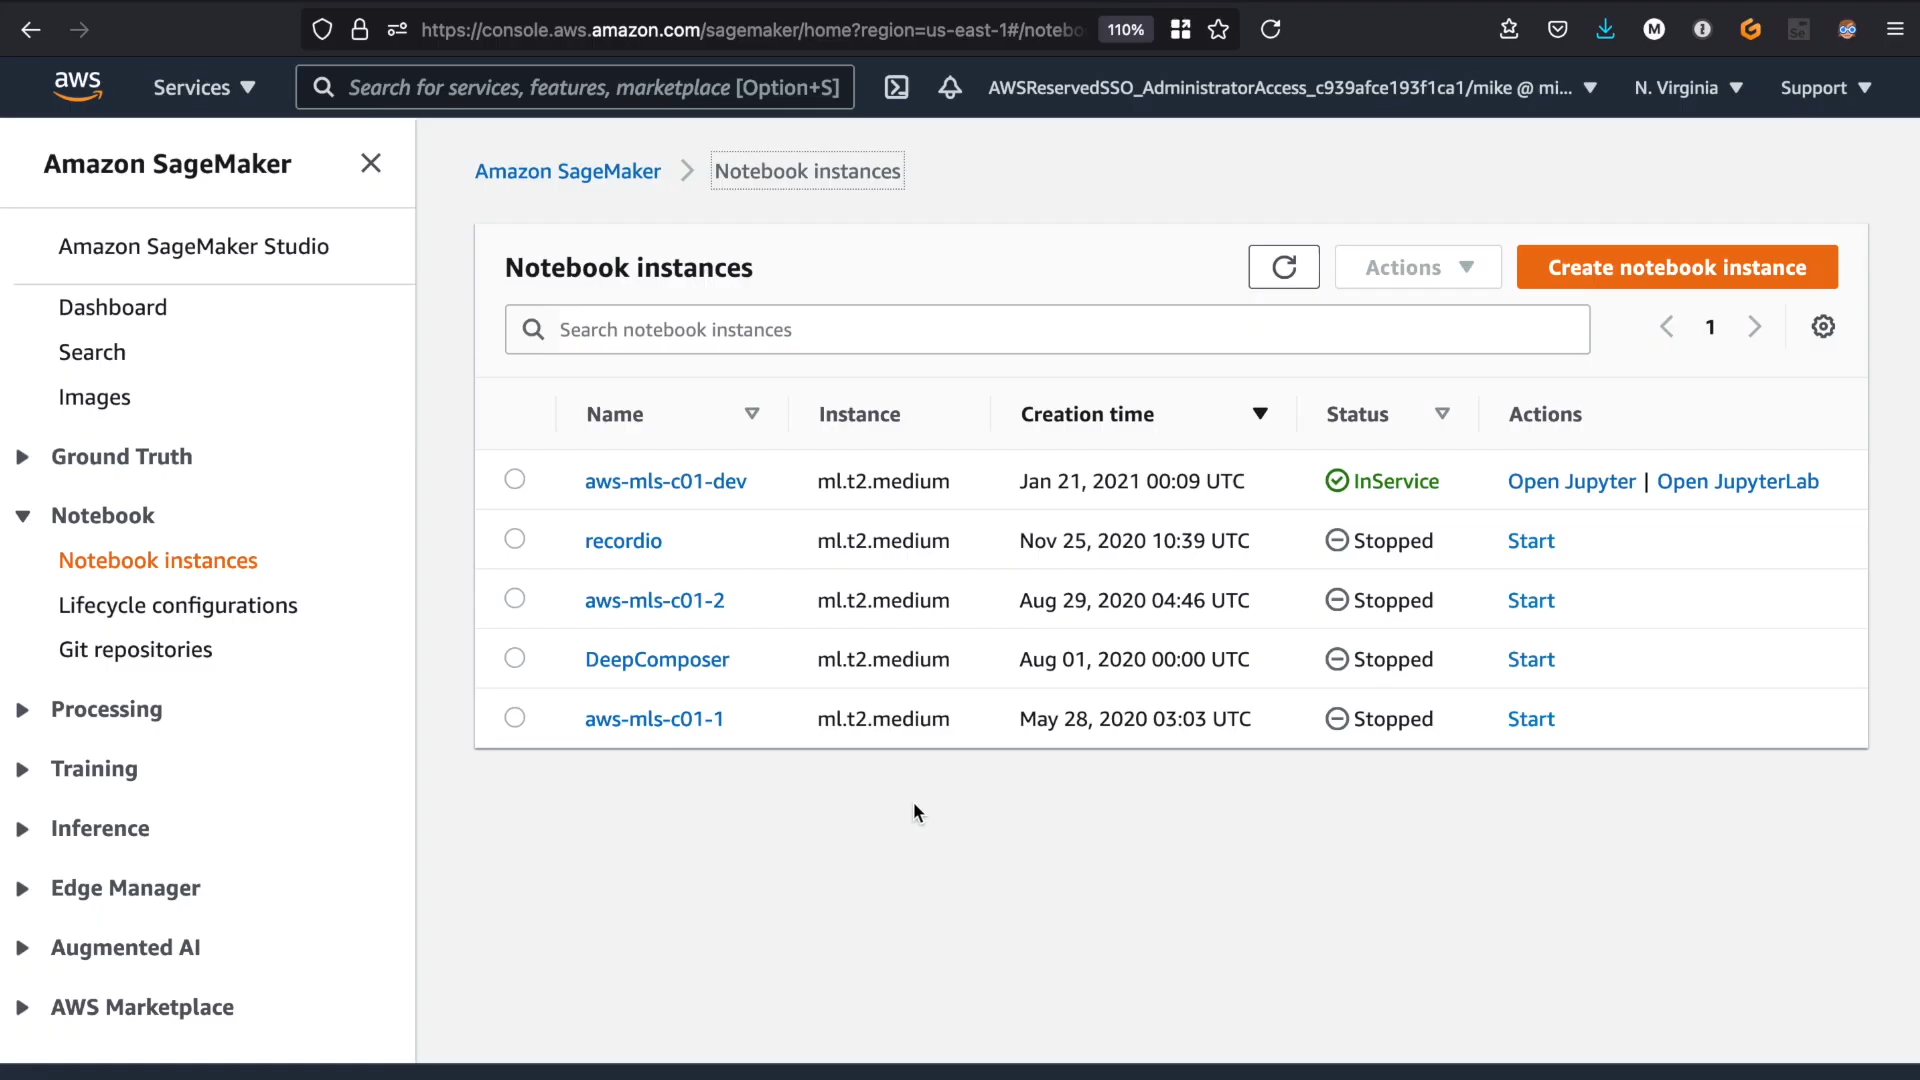 https://console.aws.amazon.com/sagemaker/home?region=us-east-1#/notebo
110%
aws
Services
Search for services, features, marketplace [Option+S]
AWSReservedSSO_AdministratorAccess_c939afce193f1ca1/mike @ mi...
N. Virginia
Support
Amazon SageMaker
Amazon SageMaker Studio
Dashboard
Search
Images
Ground Truth
Notebook
Notebook instances
Lifecycle configurations
Git repositories
Processing
Training
Inference
Edge Manager
Augmented AI
AWS Marketplace
Amazon SageMaker > Notebook instances
Notebook instances
Actions
Create notebook instance
Search notebook instances
1
Name Instance Creation time Status Actions
aws-mls-c01-dev ml.t2.medium Jan 21, 2021 00:09 UTC InService Open Jupyter | Open JupyterLab
recordio ml.t2.medium Nov 25, 2020 10:39 UTC Stopped Start
aws-mls-c01-2 ml.t2.medium Aug 29, 2020 04:46 UTC Stopped Start
DeepComposer ml.t2.medium Aug 01, 2020 00:00 UTC Stopped Start
aws-mls-c01-1 ml.t2.medium May 28, 2020 03:03 UTC Stopped Start